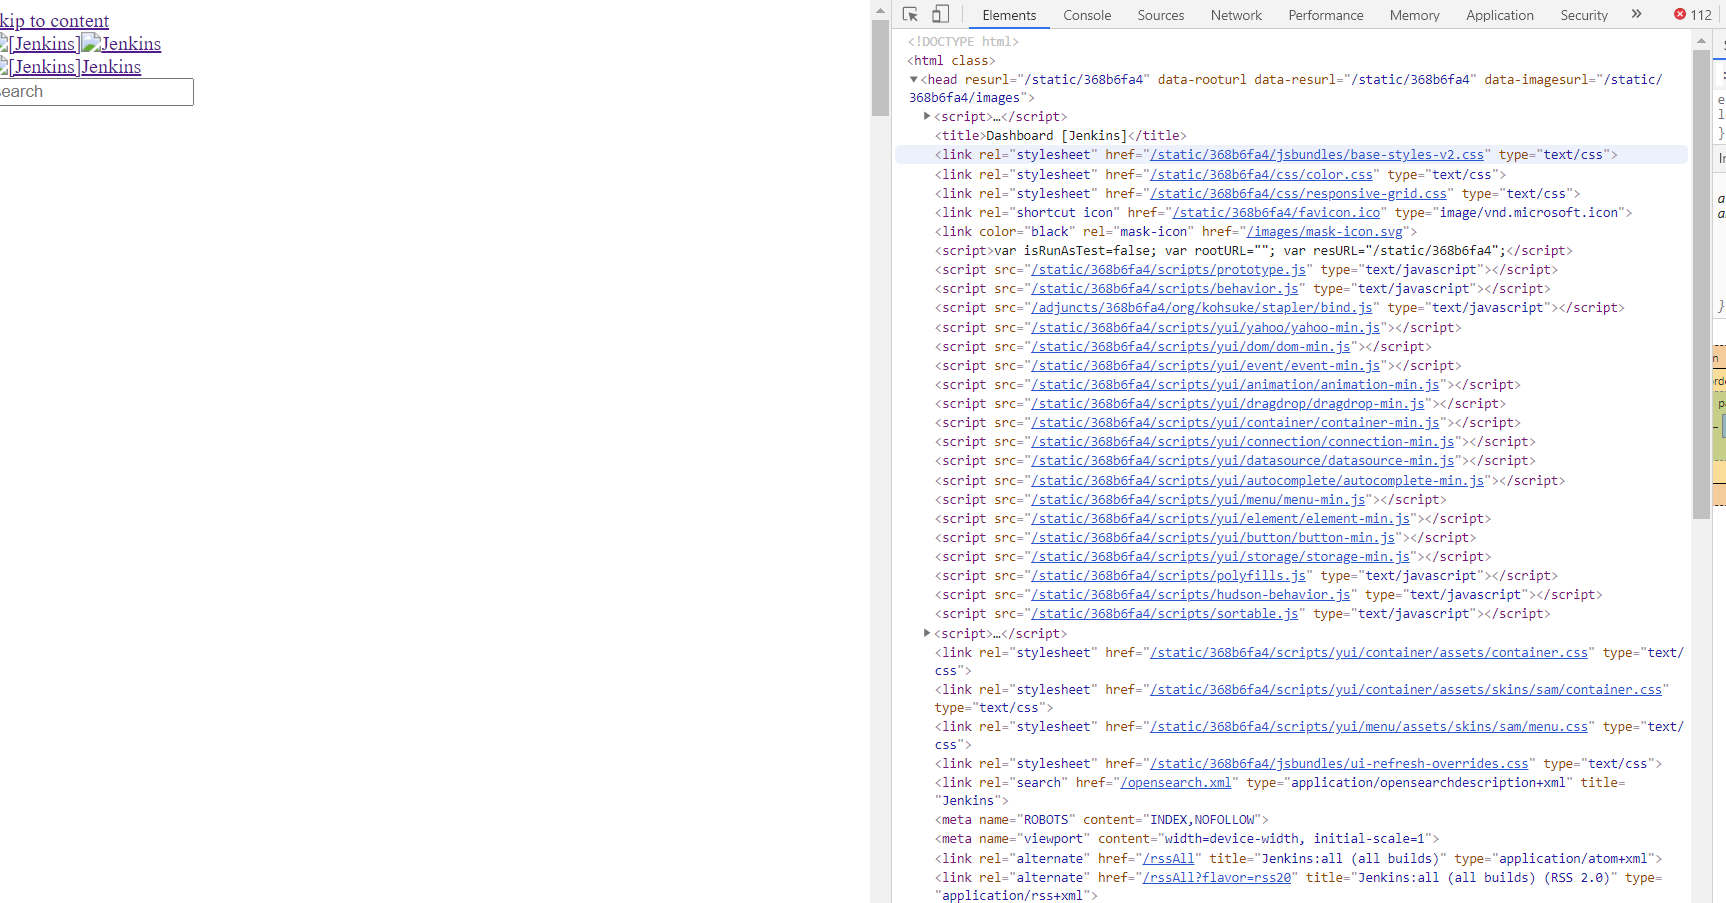 kip to content
[Jenkins]Jenkins
[Jenkins]Jenkins
search
Elements Console Sources Network Performance Memory Application Security » 112
<!DOCTYPE html>
<html class>
<head resurl="/static/368b6fa4" data-rooturl data-resurl="/static/368b6fa4" data-imagesurl="/static/
368b6fa4/images">
<script>…</script>
<title>Dashboard [Jenkins]</title>
<link rel="stylesheet" href="/static/368b6fa4/jsbundles/base-styles-v2.css" type="text/css">
<link rel="stylesheet" href="/static/368b6fa4/css/color.css" type="text/css">
<link rel="stylesheet" href="/static/368b6fa4/css/responsive-grid.css" type="text/css">
<link rel="shortcut icon" href="/static/368b6fa4/favicon.ico" type="image/vnd.microsoft.icon">
<link color="black" rel="mask-icon" href="/images/mask-icon.svg">
<script>var isRunAsTest=false; var rootURL=""; var resURL="/static/368b6fa4";</script>
<script src="/static/368b6fa4/scripts/prototype.js" type="text/javascript"></script>
<script src="/static/368b6fa4/scripts/behavior.js" type="text/javascript"></script>
<script src="/adjuncts/368b6fa4/org/kohsuke/stapler/bind.js" type="text/javascript"></script>
<script src="/static/368b6fa4/scripts/yui/yahoo/yahoo-min.js"></script>
<script src="/static/368b6fa4/scripts/yui/dom/dom-min.js"></script>
<script src="/static/368b6fa4/scripts/yui/event/event-min.js"></script>
<script src="/static/368b6fa4/scripts/yui/animation/animation-min.js"></script>
<script src="/static/368b6fa4/scripts/yui/dragdrop/dragdrop-min.js"></script>
<script src="/static/368b6fa4/scripts/yui/container/container-min.js"></script>
<script src="/static/368b6fa4/scripts/yui/connection/connection-min.js"></script>
<script src="/static/368b6fa4/scripts/yui/datasource/datasource-min.js"></script>
<script src="/static/368b6fa4/scripts/yui/autocomplete/autocomplete-min.js"></script>
<script src="/static/368b6fa4/scripts/yui/menu/menu-min.js"></script>
<script src="/static/368b6fa4/scripts/yui/element/element-min.js"></script>
<script src="/static/368b6fa4/scripts/yui/button/button-min.js"></script>
<script src="/static/368b6fa4/scripts/yui/storage/storage-min.js"></script>
<script src="/static/368b6fa4/scripts/polyfills.js" type="text/javascript"></script>
<script src="/static/368b6fa4/scripts/hudson-behavior.js" type="text/javascript"></script>
<script src="/static/368b6fa4/scripts/sortable.js" type="text/javascript"></script>
<script>…</script>
<link rel="stylesheet" href="/static/368b6fa4/scripts/yui/container/assets/container.css" type="text/
css">
<link rel="stylesheet" href="/static/368b6fa4/scripts/yui/container/assets/skins/sam/container.css"
type="text/css">
<link rel="stylesheet" href="/static/368b6fa4/scripts/yui/menu/assets/skins/sam/menu.css" type="text/
css">
<link rel="stylesheet" href="/static/368b6fa4/jsbundles/ui-refresh-overrides.css" type="text/css">
<link rel="search" href="/opensearch.xml" type="application/opensearchdescription+xml" title=
"Jenkins">
<meta name="ROBOTS" content="INDEX,NOFOLLOW">
<meta name="viewport" content="width=device-width, initial-scale=1">
<link rel="alternate" href="/rssAll" title="Jenkins:all (all builds)" type="application/atom+xml">
<link rel="alternate" href="/rssAll?flavor=rss20" title="Jenkins:all (all builds) (RSS 2.0)" type=
"application/rss+xml">